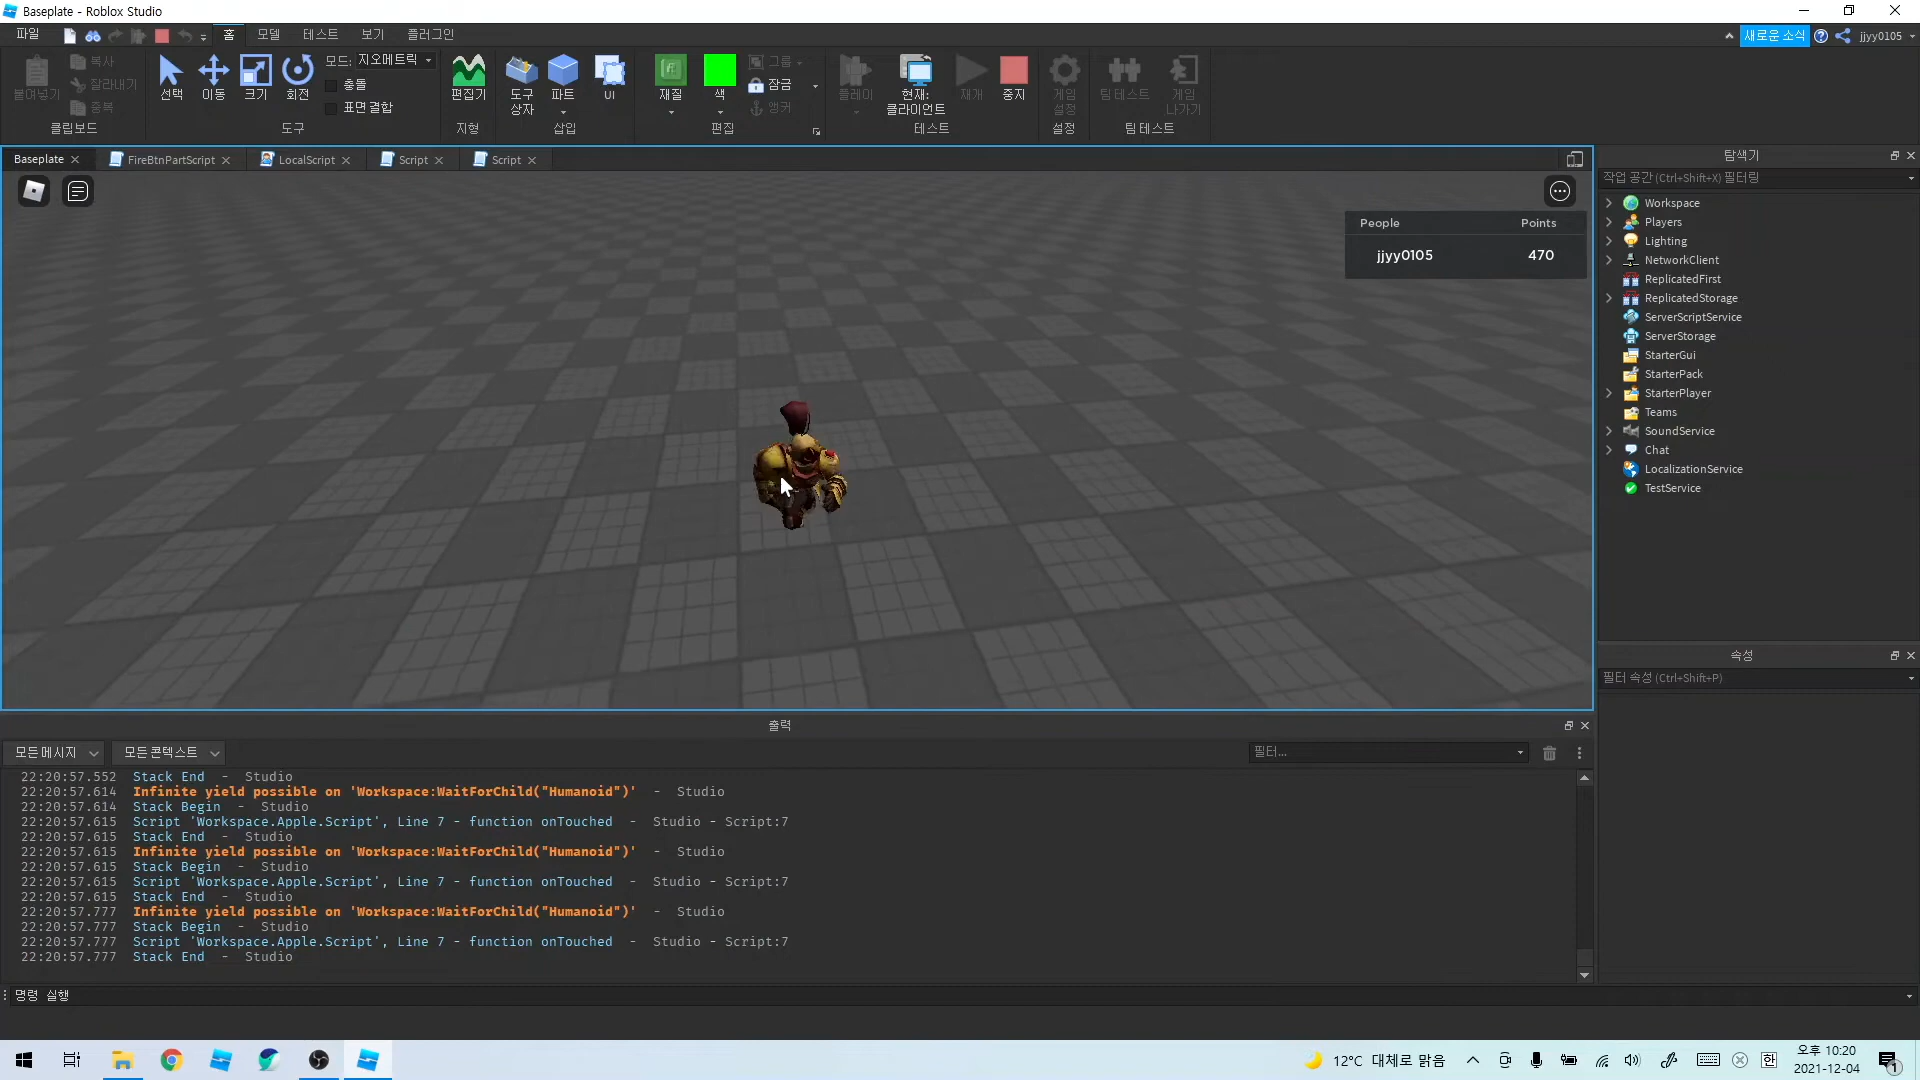 Baseplate - Roblox Studio
파일 홈 모델 테스트 보기 플러그인 새로운 소식 jjyy0105
붙여넣기 복사 잘라내기 중복 클립보드
선택 이동 크기 회전 모드: 지오메트릭 충돌 표면 결합 도구
편집기 지형
도구 상자 파트 UI 삽입
재질 색 그룹 잠금 앵커 편집
플레이 현재: 클라이언트 재개 중지 테스트
게임 설정 설정
팀 테스트 게임 나가기 팀 테스트
Baseplate FireBtnPartScript LocalScript Script Script
People Points
jjyy0105 470
탐색기
작업 공간 (Ctrl+Shift+X) 필터링
Workspace
Players
Lighting
NetworkClient
ReplicatedFirst
ReplicatedStorage
ServerScriptService
ServerStorage
StarterGui
StarterPack
StarterPlayer
Teams
SoundService
Chat
LocalizationService
TestService
속성
필터 속성 (Ctrl+Shift+P)
출력
모든 메시지 모든 콘텍스트 필터...
22:20:57.552 Stack End - Studio
22:20:57.614 Infinite yield possible on 'Workspace:WaitForChild("Humanoid")' - Studio
22:20:57.614 Stack Begin - Studio
22:20:57.615 Script 'Workspace.Apple.Script', Line 7 - function onTouched - Studio - Script:7
22:20:57.615 Stack End - Studio
22:20:57.615 Infinite yield possible on 'Workspace:WaitForChild("Humanoid")' - Studio
22:20:57.615 Stack Begin - Studio
22:20:57.615 Script 'Workspace.Apple.Script', Line 7 - function onTouched - Studio - Script:7
22:20:57.615 Stack End - Studio
22:20:57.777 Infinite yield possible on 'Workspace:WaitForChild("Humanoid")' - Studio
22:20:57.777 Stack Begin - Studio
22:20:57.777 Script 'Workspace.Apple.Script', Line 7 - function onTouched - Studio - Script:7
22:20:57.777 Stack End - Studio
명령 실행
12°C 대체로 맑음 한 오후 10:20
2021-12-04 1